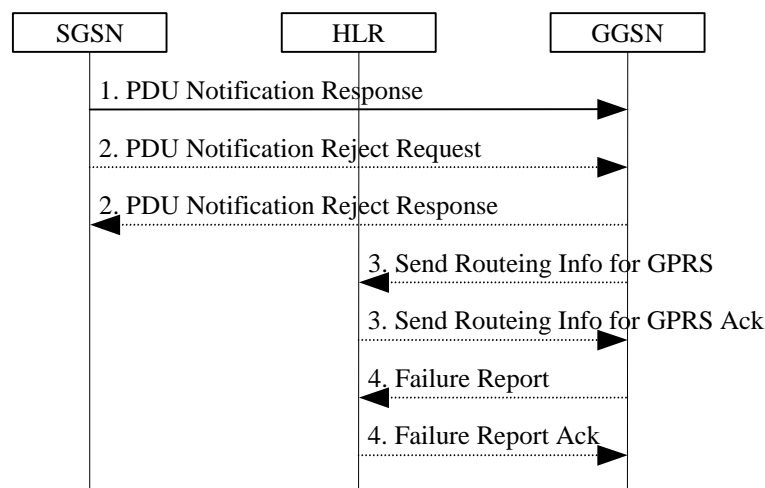 SGSN HLR GGSN
1. PDU Notification Response
2. PDU Notification Reject Request
2. PDU Notification Reject Response
3. Send Routeing Info for GPRS
3. Send Routeing Info for GPRS Ack
4. Failure Report
4. Failure Report Ack